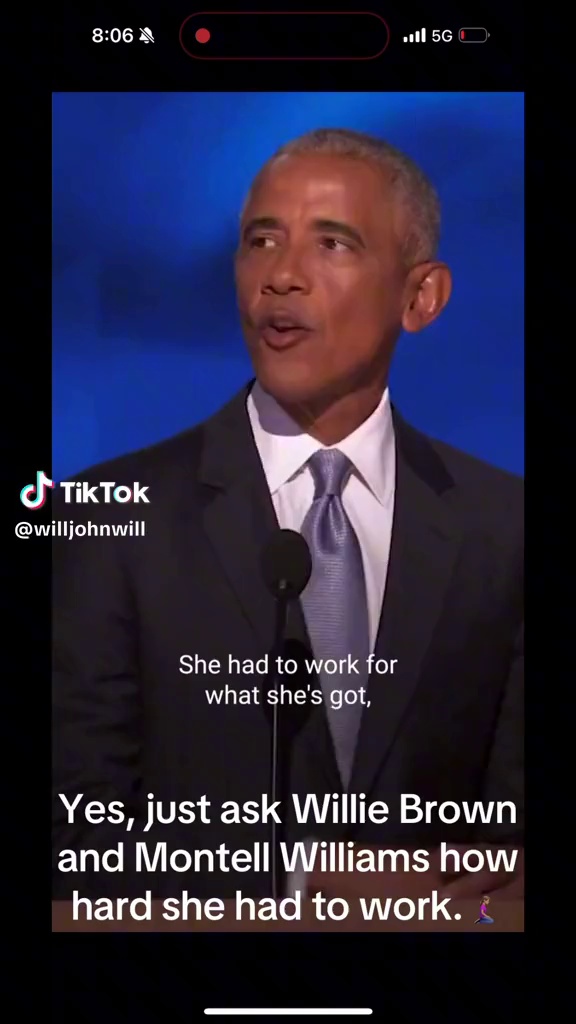 8:06
5G
TikTok
@willjohnwill
She had to work for
what she's got,
Yes, just ask Willie Brown
and Montell Williams how
hard she had to work. 🧎🏽‍♀️